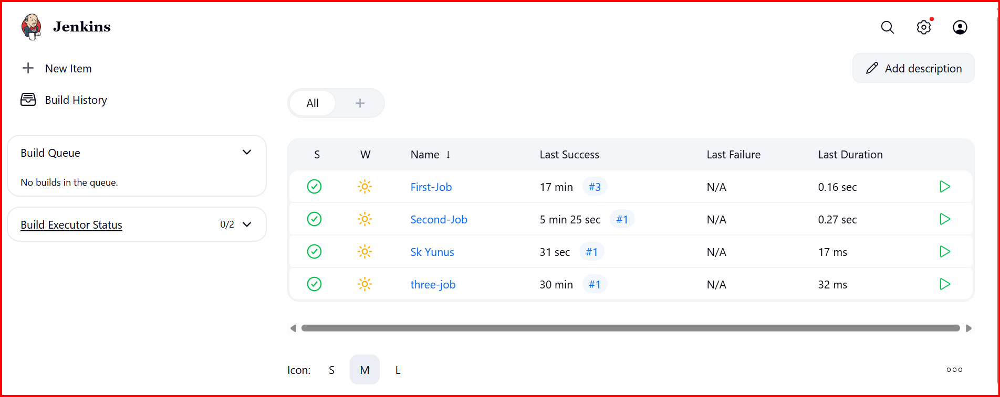 Jenkins
New Item
Add description
Build History
All
Build Queue
No builds in the queue.
Build Executor Status 0/2
S W Name ↓ Last Success Last Failure Last Duration
First-Job 17 min #3 N/A 0.16 sec
Second-Job 5 min 25 sec #1 N/A 0.27 sec
Sk Yunus 31 sec #1 N/A 17 ms
three-job 30 min #1 N/A 32 ms
Icon: S M L